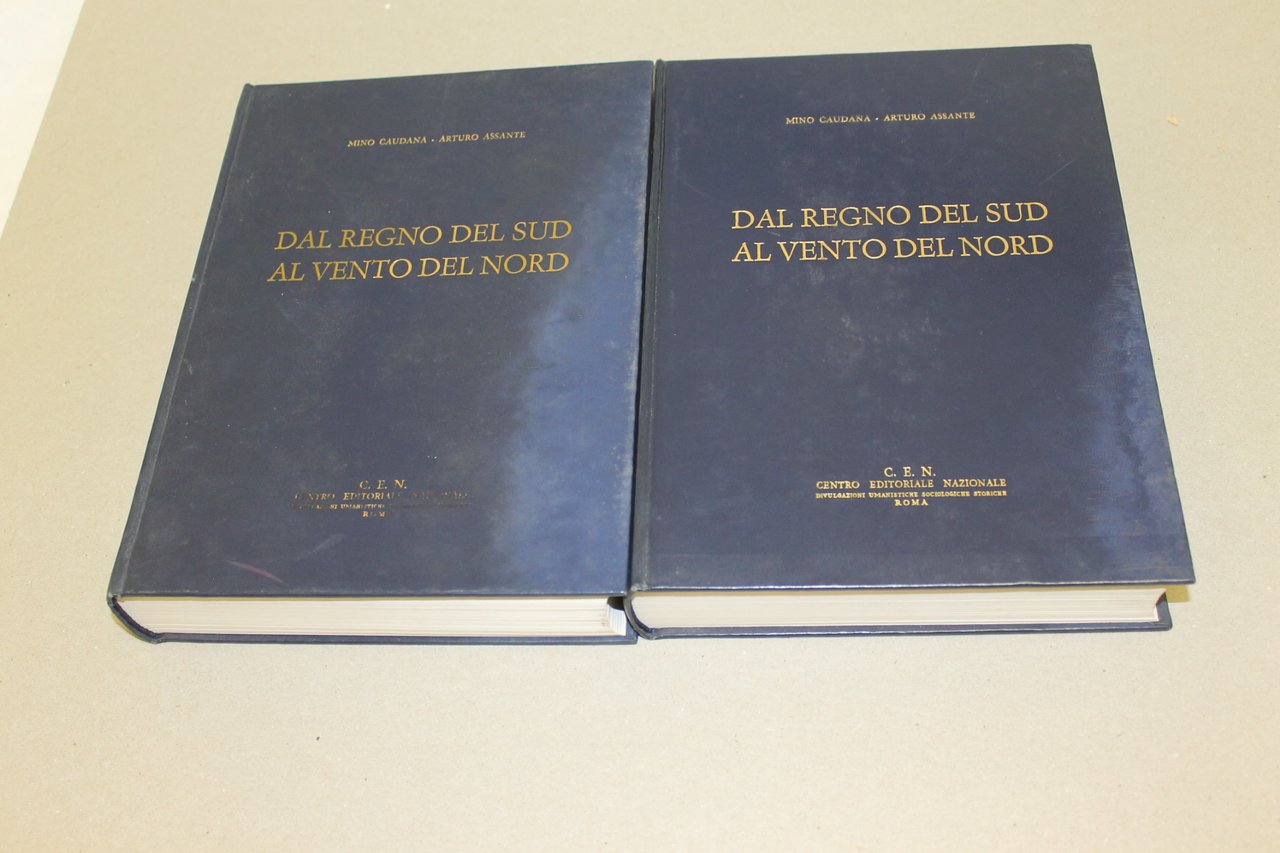 MINO CAUDANA • ARTURO ASSANTE
DAL REGNO DEL SUD
AL VENTO DEL NORD
C. E. N.
EDITORIALE
MINO CAUDANA • ARTURO ASSANTE
DAL REGNO DEL SUD
AL VENTO DEL NORD
C. E. N.
CENTRO EDITORIALE NAZIONALE
DIVULGAZIONI UMANISTICHE SOCIOLOGICHE STORICHE
ROMA